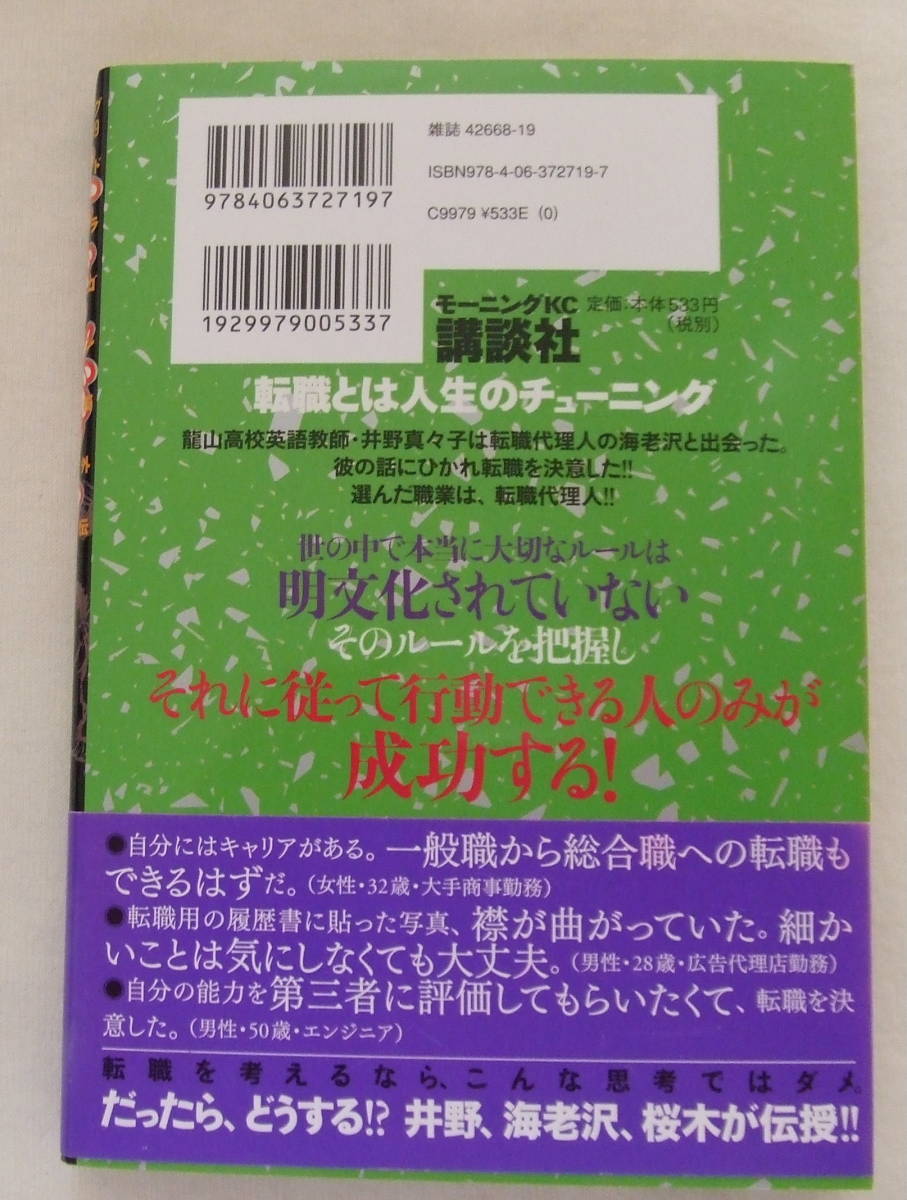 雑誌 42668-19
ISBN978-4-06-372719-7
C9979 ¥533E (0)
9784063727197
1929979005337
モーニングKC
講談社
定価:本体533円
(税別)
転職とは人生のチューニング
龍山高校英語教師・井野真々子は転職代理人の海老沢と出会った。
彼の話にひかれ転職を決意した!!
選んだ職業は、転職代理人!!
世の中で本当に大切なルールは
明文化されていない
そのルールを把握し
それに従って行動できる人のみが
成功する!
●自分にはキャリアがある。一般職から総合職への転職も
できるはずだ。(女性・32歳・大手商事勤務)
●転職用の履歴書に貼った写真、襟が曲がっていた。細か
いことは気にしなくても大丈夫。(男性・28歳・広告代理店勤務)
●自分の能力を第三者に評価してもらいたくて、転職を決
意した。(男性・50歳・エンジニア)
転職を考えるなら、こんな思考ではダメ。
だったら、どうする!? 井野、海老沢、桜木が伝授!!
外
伝